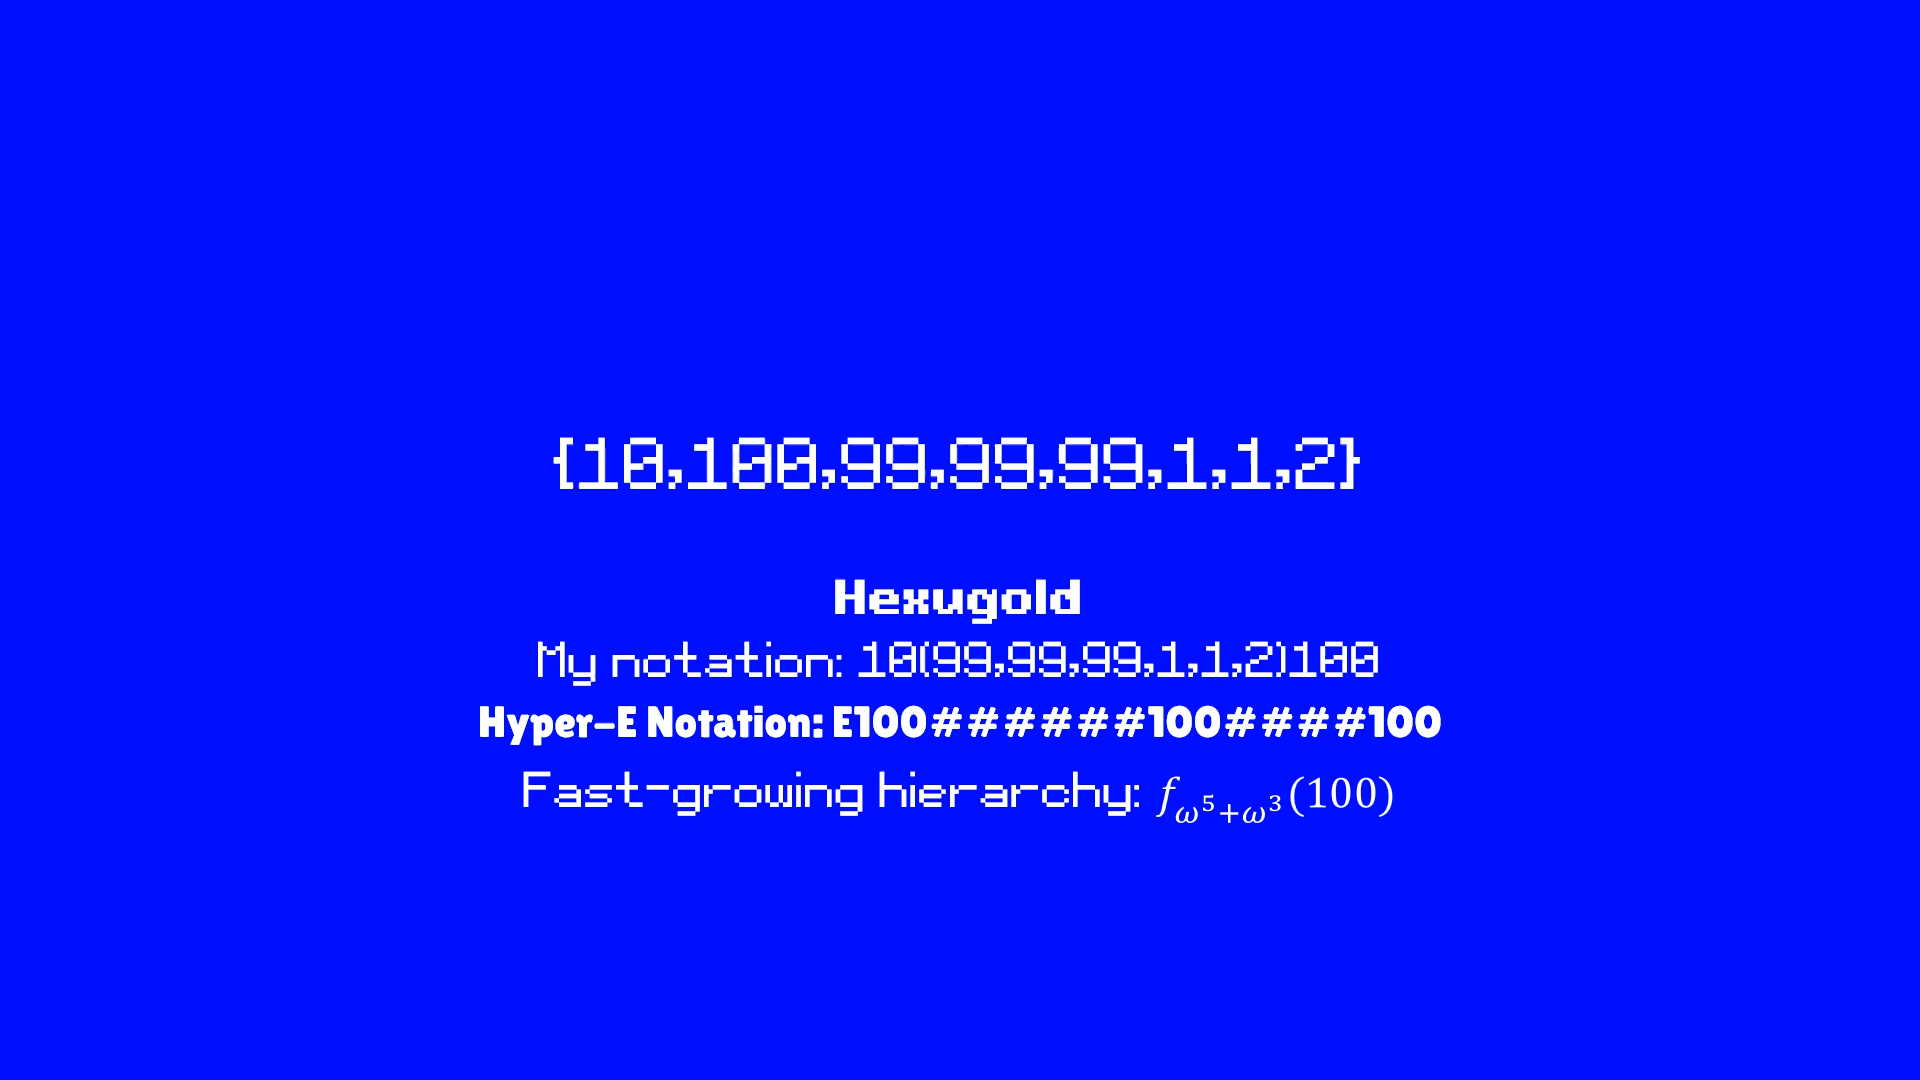 {10,100,99,99,99,1,1,2}
Hexugold
My notation: 10(99,99,99,1,1,2)100
Hyper-E Notation: E100######100####100
Fast-growing hierarchy: f_{ω^5+ω^3}(100)